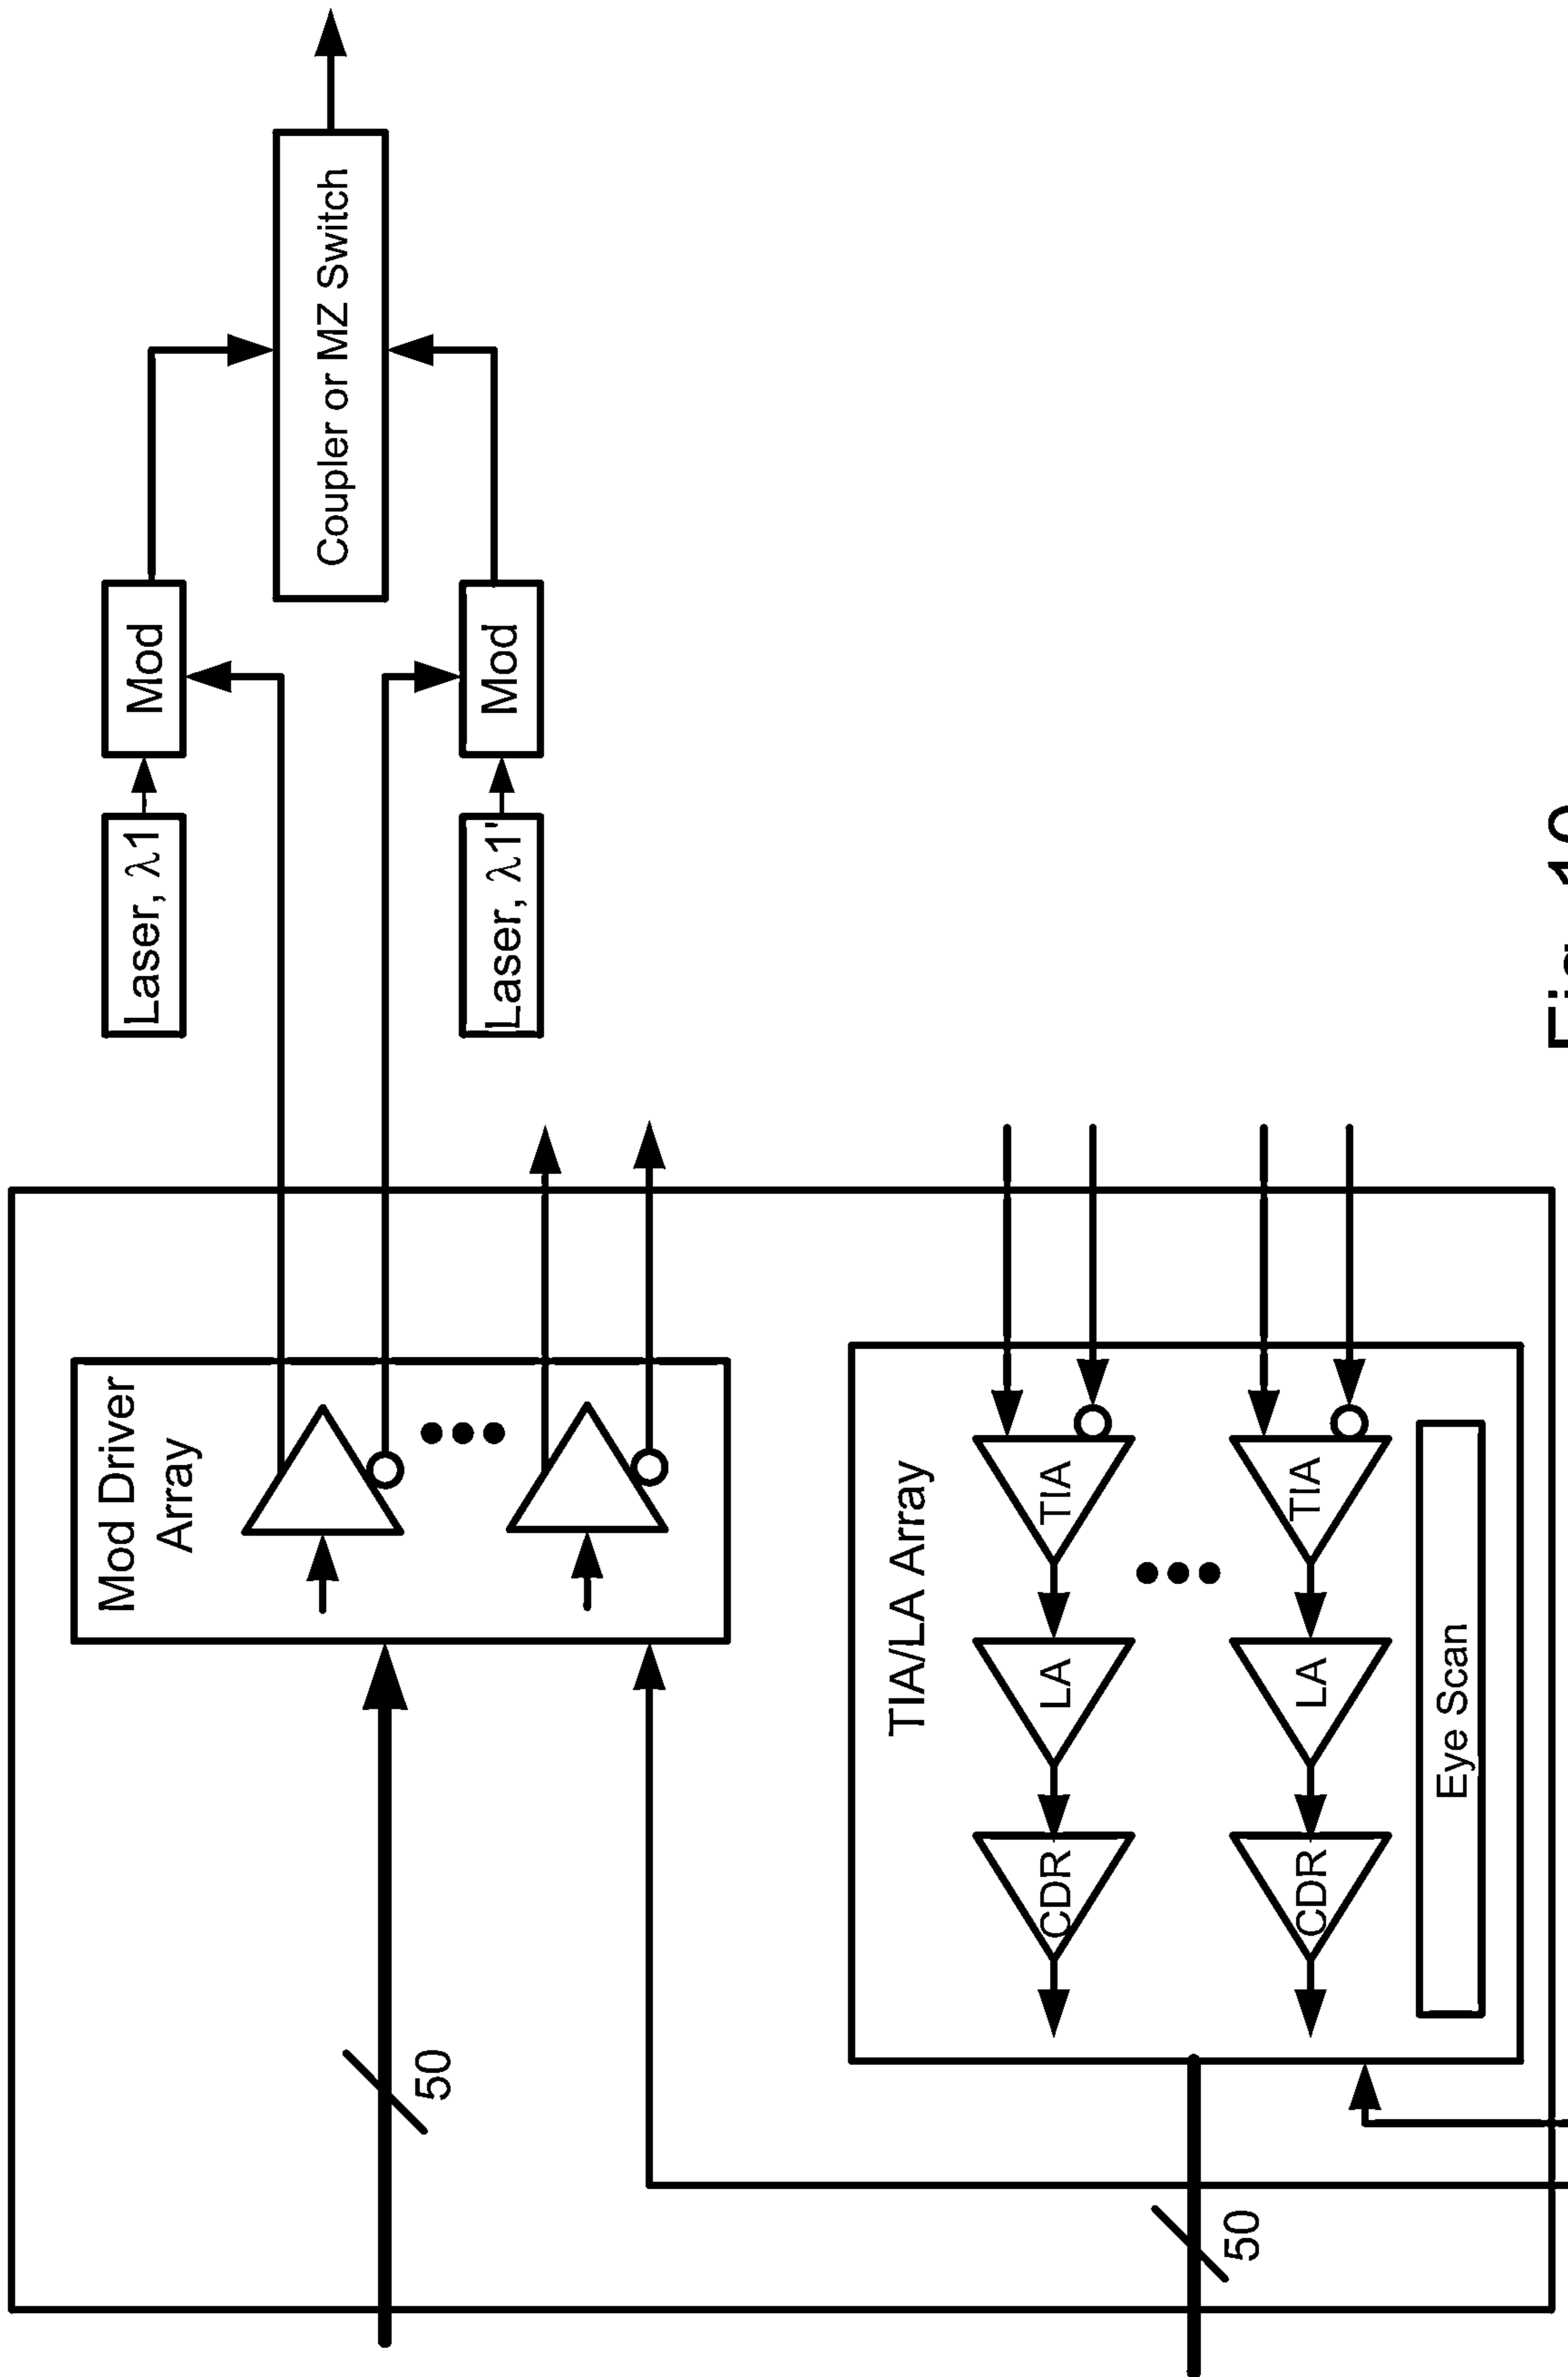 Mod Driver
Array
50
Laser, λ1
Mod
Coupler or MZ Switch
Laser, λ1'
Mod
TIA/LA Array
CDR
LA
TIA
50
CDR
LA
TIA
Eye Scan
Fig